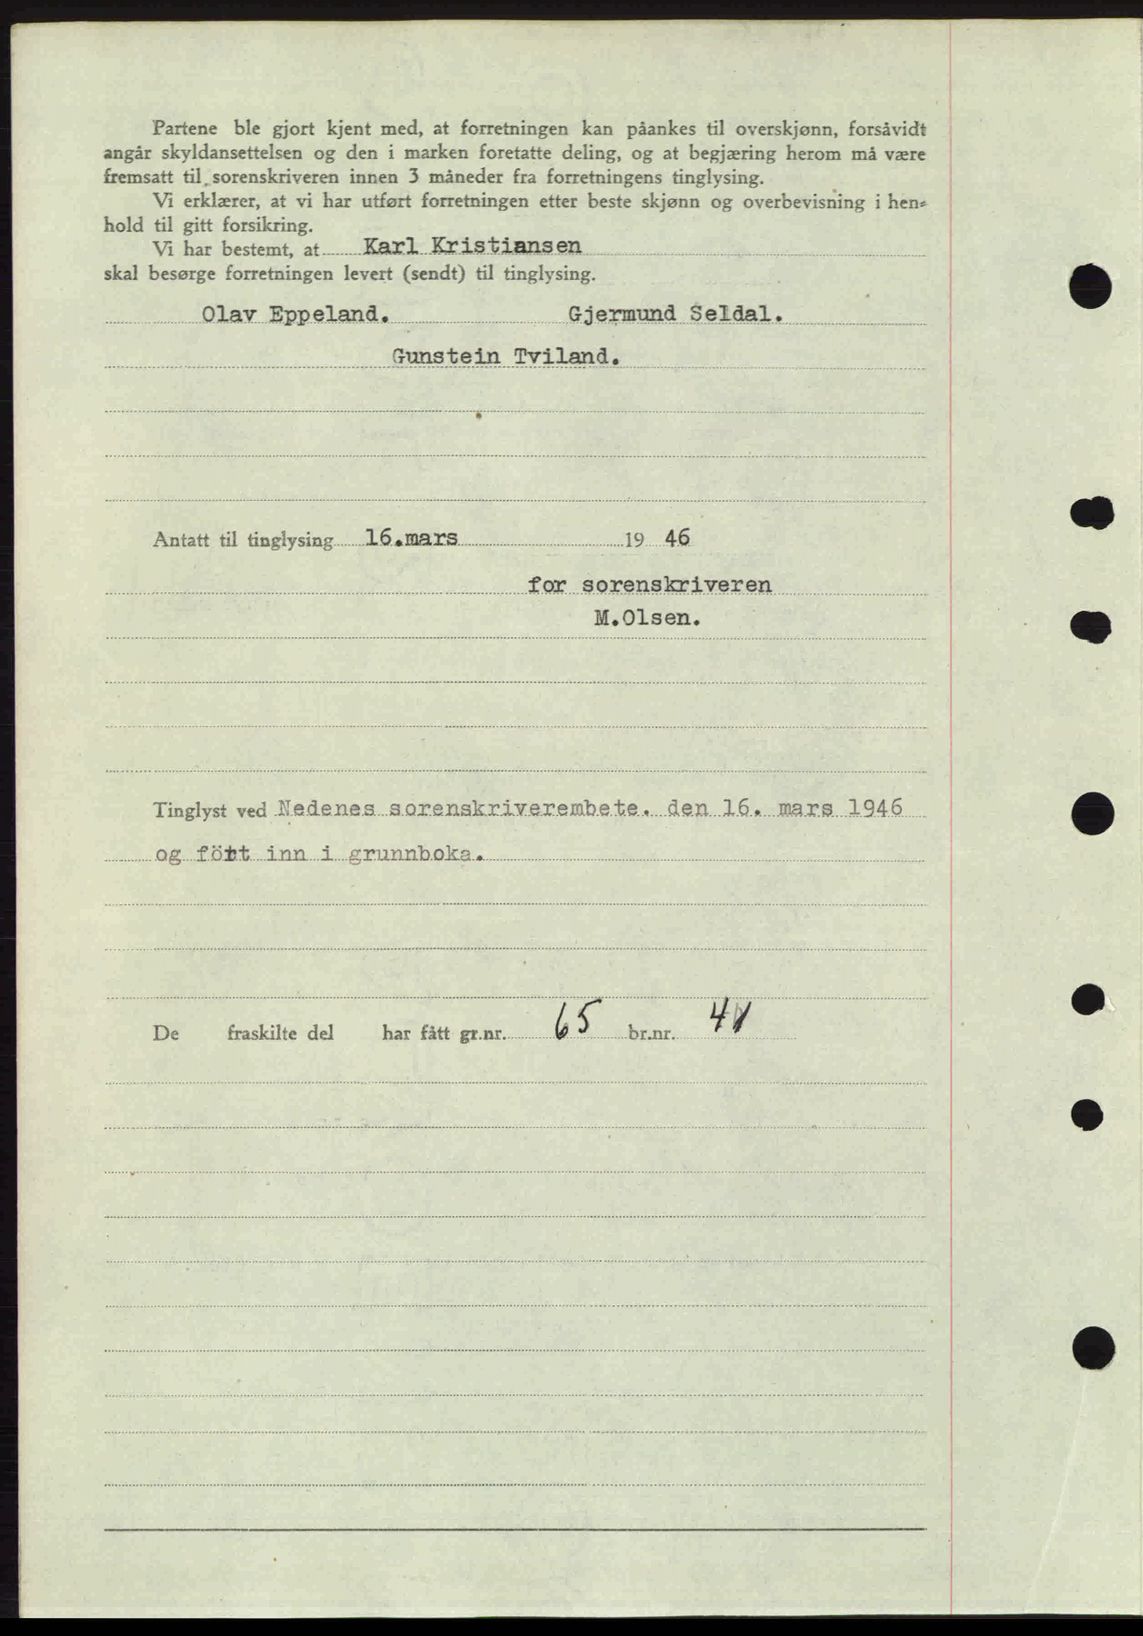 Partene ble gjort kjent med, at forretningen kan påankes til overskjønn, forsåvidt
angår skyldansettelsen og den i marken foretatte deling, og at begjæring herom må være
fremsatt til sorenskriveren innen 3 måneder fra forretningens tinglysing.
Vi erklærer, at vi har utført forretningen etter beste skjønn og overbevisning i hen-
hold til gitt forsikring.
Vi har bestemt, at Karl Kristiansen
skal besørge forretningen levert (sendt) til tinglysing.
Olav Eppeland. Gjermund Seldal.
Gunstein Tviland.
Antatt til tinglysing 16.mars 19 46
for sorenskriveren
M.Olsen.
Tinglyst ved Nedenes sorenskriverembete. den 16. mars 1946
og fört inn i grunnboka.
De fraskilte del har fått gr.nr. 65 br.nr.